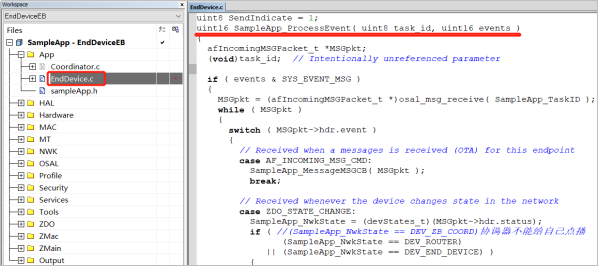 Workspace
EndDeviceEB
Files
SampleApp - EndDeviceEB
App
Coordinator.c
EndDevice.c
sampleApp.h
HAL
Hardware
MAC
MT
NWK
OSAL
Profile
Security
Services
Tools
ZDO
ZMac
ZMain
Output
EndDevice.c
uint8 SendIndicate = 1;
uint16 SampleApp_ProcessEvent( uint8 task_id, uint16 events )
{
afIncomingMSGPacket_t *MSGpkt;
(void)task_id; // Intentionally unreferenced parameter
if ( events & SYS_EVENT_MSG )
{
MSGpkt = (afIncomingMSGPacket_t *)osal_msg_receive( SampleApp_TaskID );
while ( MSGpkt )
{
switch ( MSGpkt->hdr.event )
{
// Received when a messages is received (OTA) for this endpoint
case AF_INCOMING_MSG_CMD:
SampleApp_MessageMSGCB( MSGpkt );
break;
// Received whenever the device changes state in the network
case ZDO_STATE_CHANGE:
SampleApp_NwkState = (devStates_t)(MSGpkt->hdr.status);
if ( //(SampleApp_NwkState == DEV_ZB_COORD)协调器不能给自己点播
(SampleApp_NwkState == DEV_ROUTER)
|| (SampleApp_NwkState == DEV_END_DEVICE) )
{